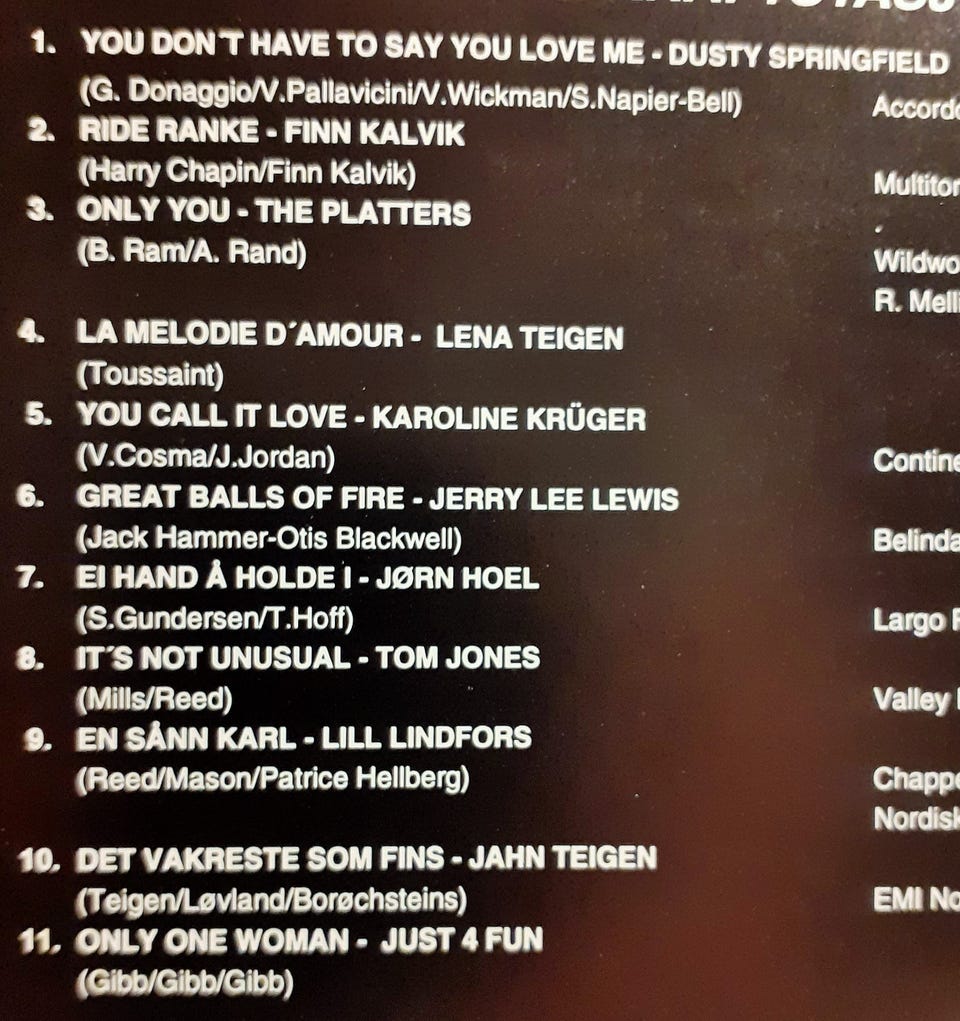 1. YOU DON'T HAVE TO SAY YOU LOVE ME - DUSTY SPRINGFIELD
(G. Donaggio/V.Pallavicini/V.Wickman/S.Napier-Bell) Accordo
2. RIDE RANKE - FINN KALVIK
(Harry Chapin/Finn Kalvik) Multiton
3. ONLY YOU - THE PLATTERS
(B. Ram/A. Rand) Wildwo
R. Melli
4. LA MELODIE D´AMOUR - LENA TEIGEN
(Toussaint)
5. YOU CALL IT LOVE - KAROLINE KRÜGER
(V.Cosma/J.Jordan) Contine
6. GREAT BALLS OF FIRE - JERRY LEE LEWIS
(Jack Hammer-Otis Blackwell) Belinda
7. EI HAND Å HOLDE I - JØRN HOEL
(S.Gundersen/T.Hoff) Largo
8. IT´S NOT UNUSUAL - TOM JONES
(Mills/Reed) Valley
9. EN SÅNN KARL - LILL LINDFORS
(Reed/Mason/Patrice Hellberg) Chappe
Nordisk
10. DET VAKRESTE SOM FINS - JAHN TEIGEN
(Teigen/Løvland/Borøchsteins) EMI No
11. ONLY ONE WOMAN - JUST 4 FUN
(Gibb/Gibb/Gibb)